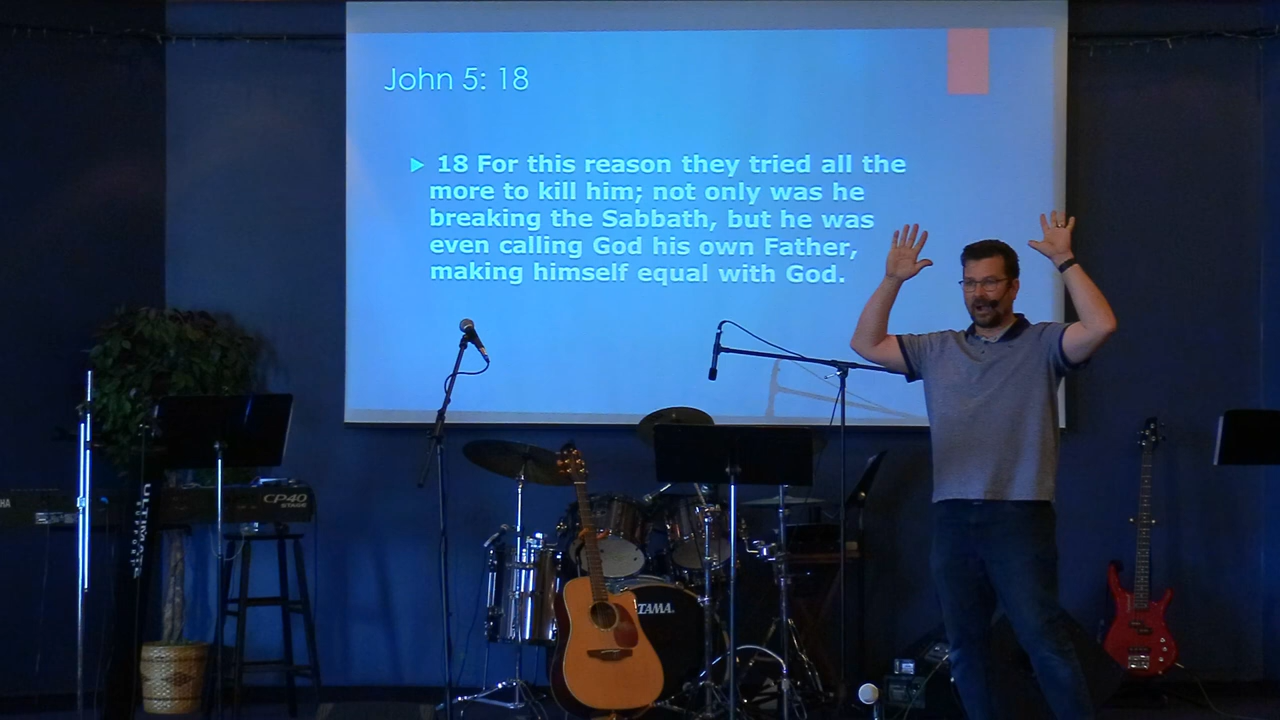 John 5: 18
18 For this reason they tried all the
more to kill him; not only was he
breaking the Sabbath, but he was
even calling God his own Father,
making himself equal with God.
CP40
STAGE
TAMA.